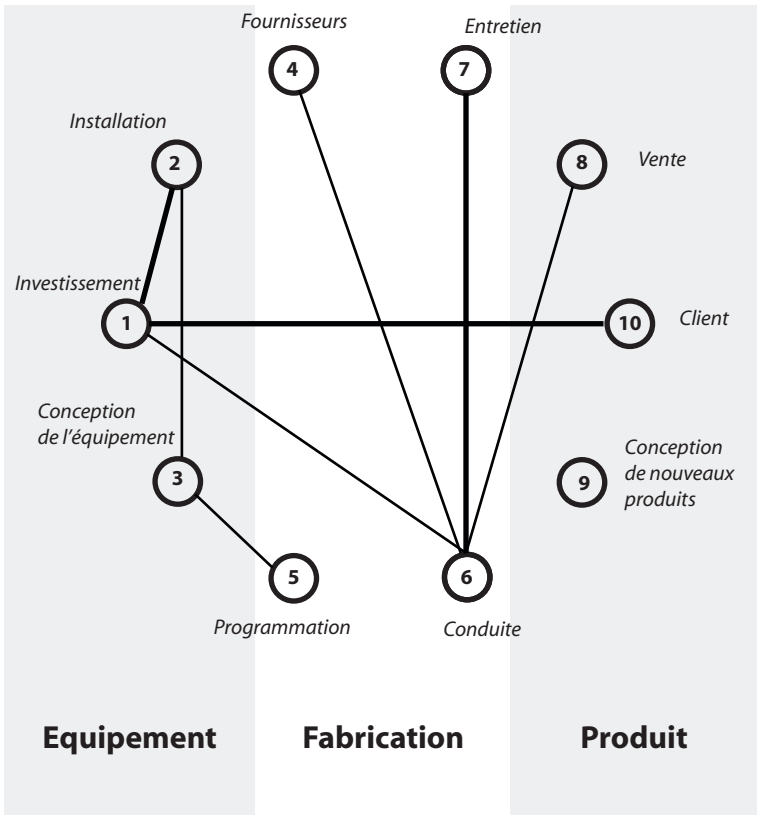 Fournisseurs
Entretien
4
7
Installation
2
8
Vente
Investissement
1
10
Client
Conception
de l'équipement
3
Conception
de nouveaux
produits
9
5
6
Programmation
Conduite
Equipement
Fabrication
Produit